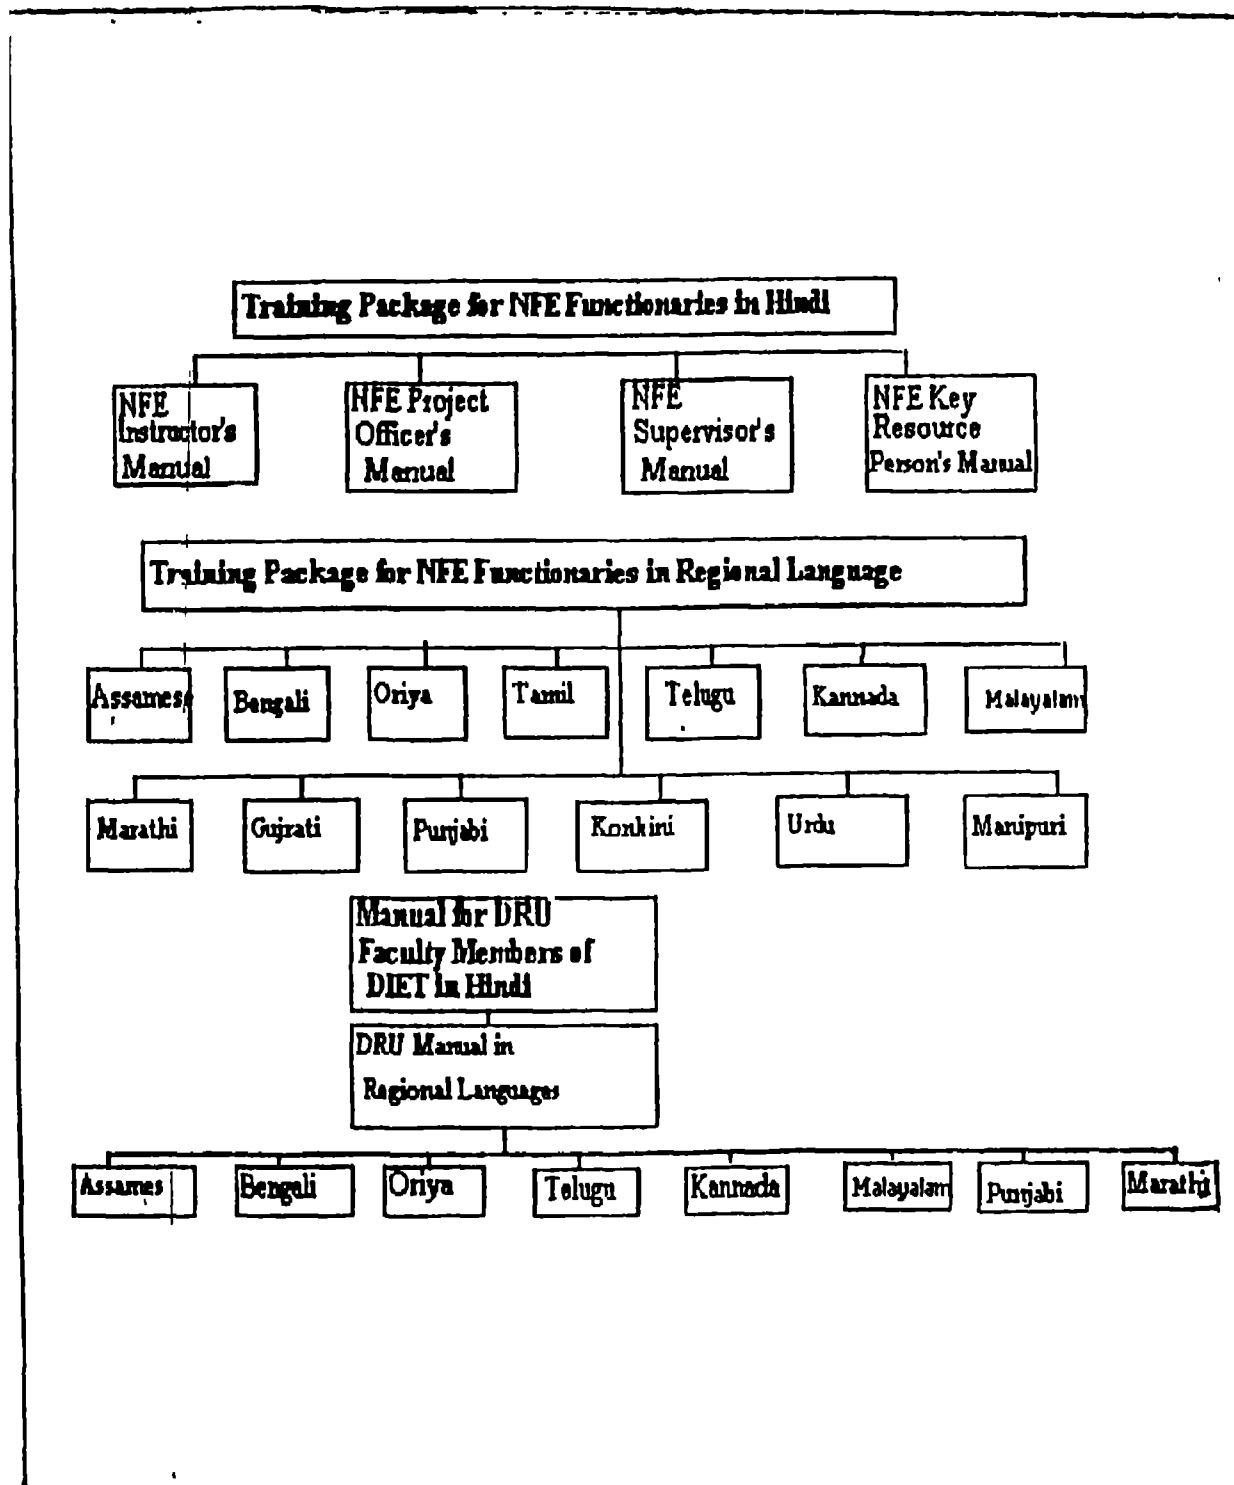 Training Package for NFE Functionaries in Hindi
NFE
Instructor's
Manual
NFE Project
Officer's
Manual
NFE
Supervisor's
Manual
NFE Key
Resource
Person's Manual
Training Package for NFE Functionaries in Regional Language
Assamese
Bengali
Oriya
Tamil
Telugu
Kannada
Malayalam
Marathi
Gujrati
Punjabi
Konkini
Urdu
Manipuri
Manual for DRU
Faculty Members of
DIET in Hindi
DRU Manual in
Regional Languages
Assames
Bengali
Oriya
Telugu
Kannada
Malayalam
Punjabi
Marathi